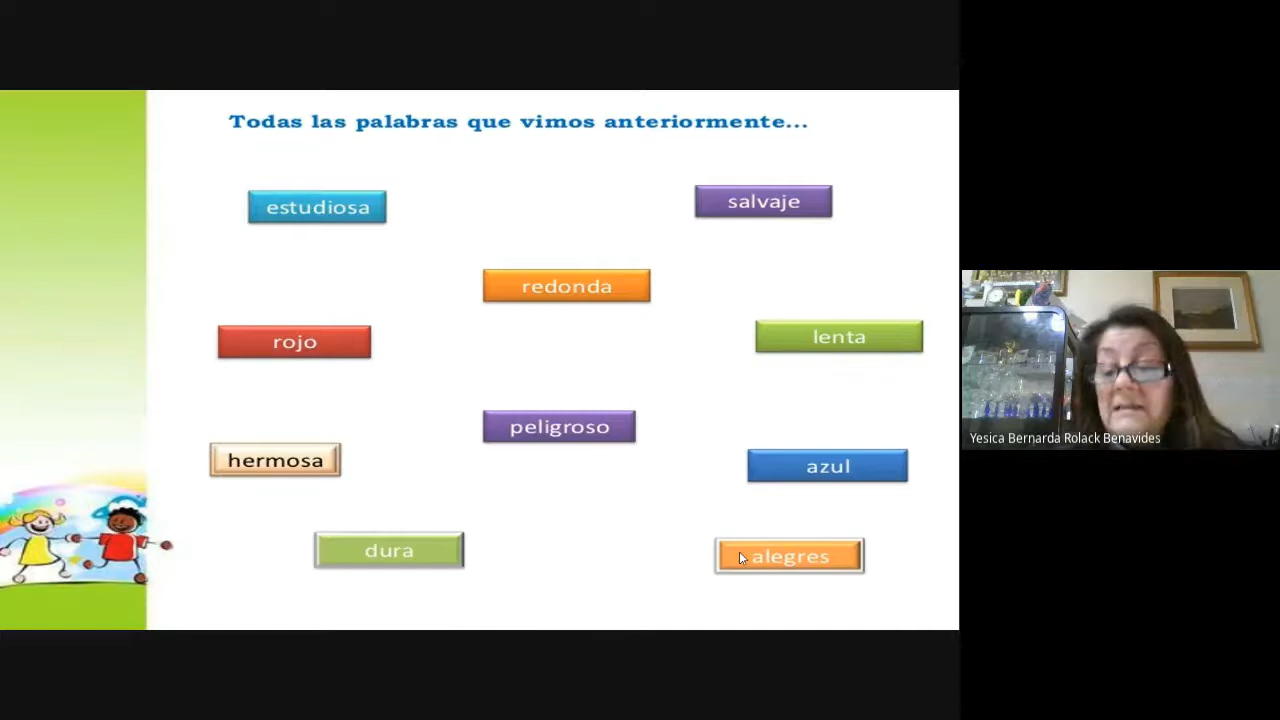 Todas las palabras que vimos anteriormente...
estudiosa
salvaje
redonda
rojo
lenta
peligroso
hermosa
azul
dura
alegres
Yesica Bernarda Rolack Benavides